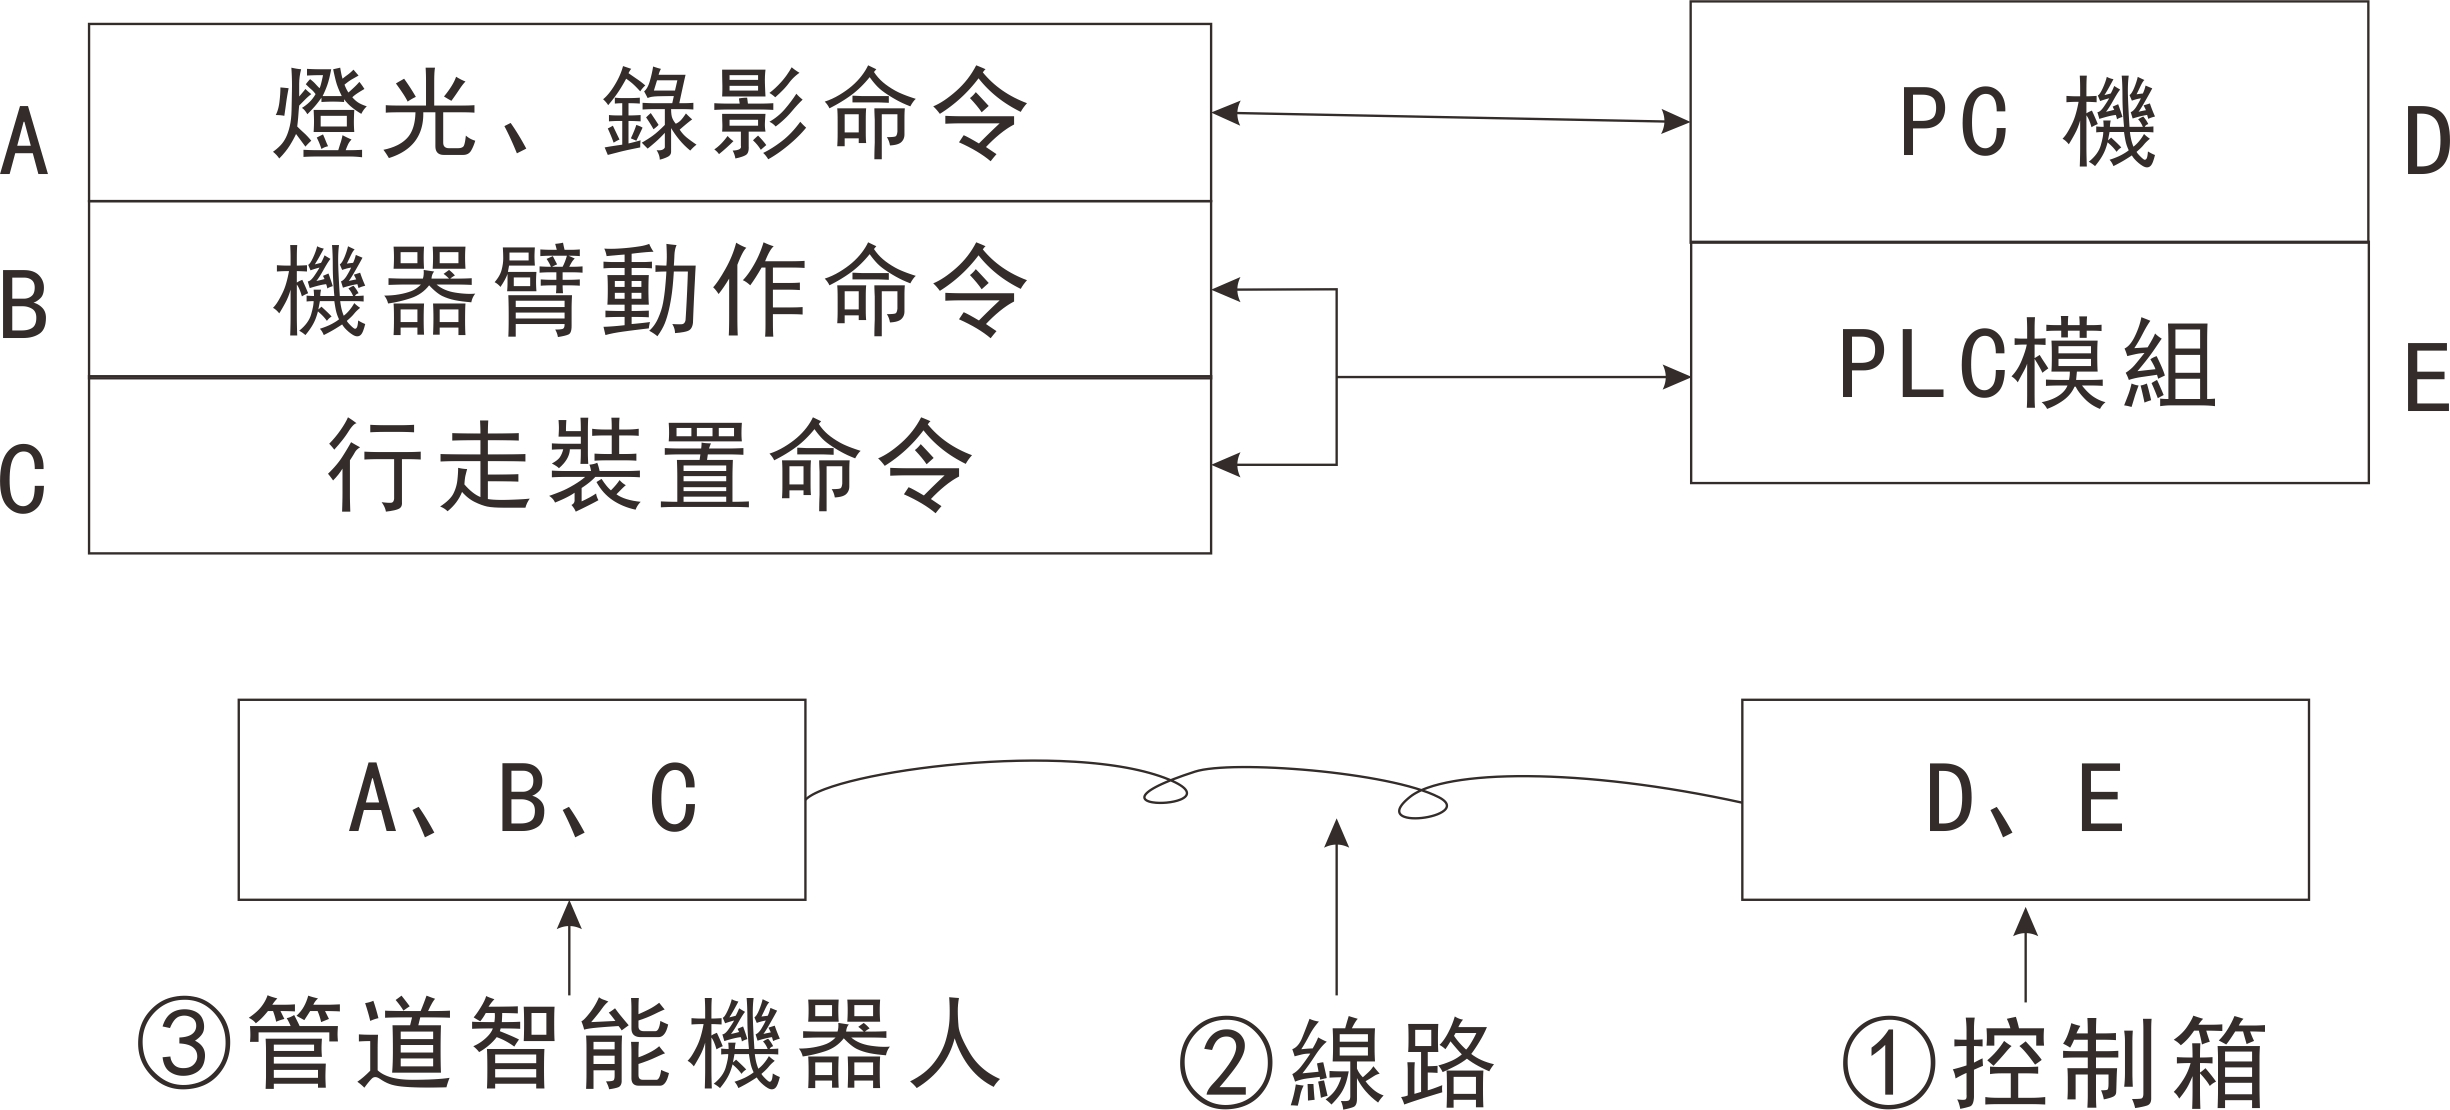 A
燈光、錄影命令
PC 機
D
B
機器臂動作命令
PLC模組
E
C
行走裝置命令
A、B、C
D、E
③管道智能機器人
②線路
①控制箱